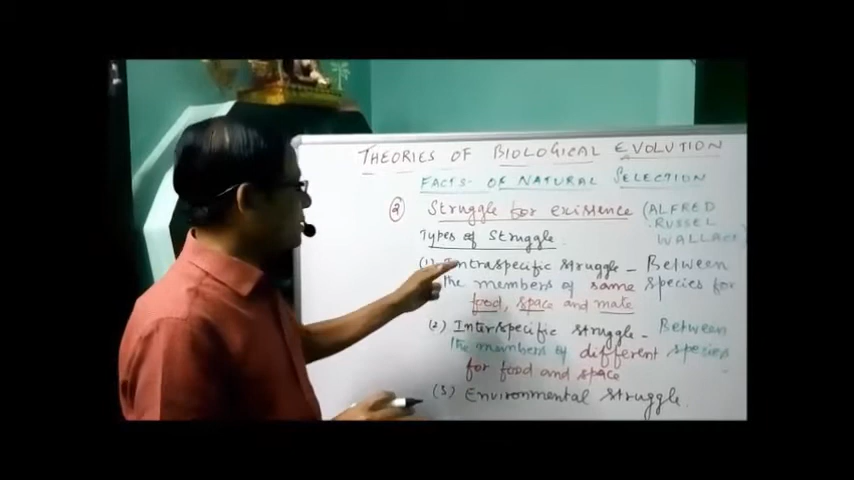 THEORIES OF BIOLOGICAL EVOLUTION
FACTS - OF NATURAL SELECTION
(2) Struggle for existence (ALFRED
RUSSEL
WALLACE)
Types of Struggle.
(1) Intraspecific struggle - Between
the members of same species for
food, space and mate
(2) Interspecific struggle - Between
the members of different species
for food and space
(3) Environmental struggle.